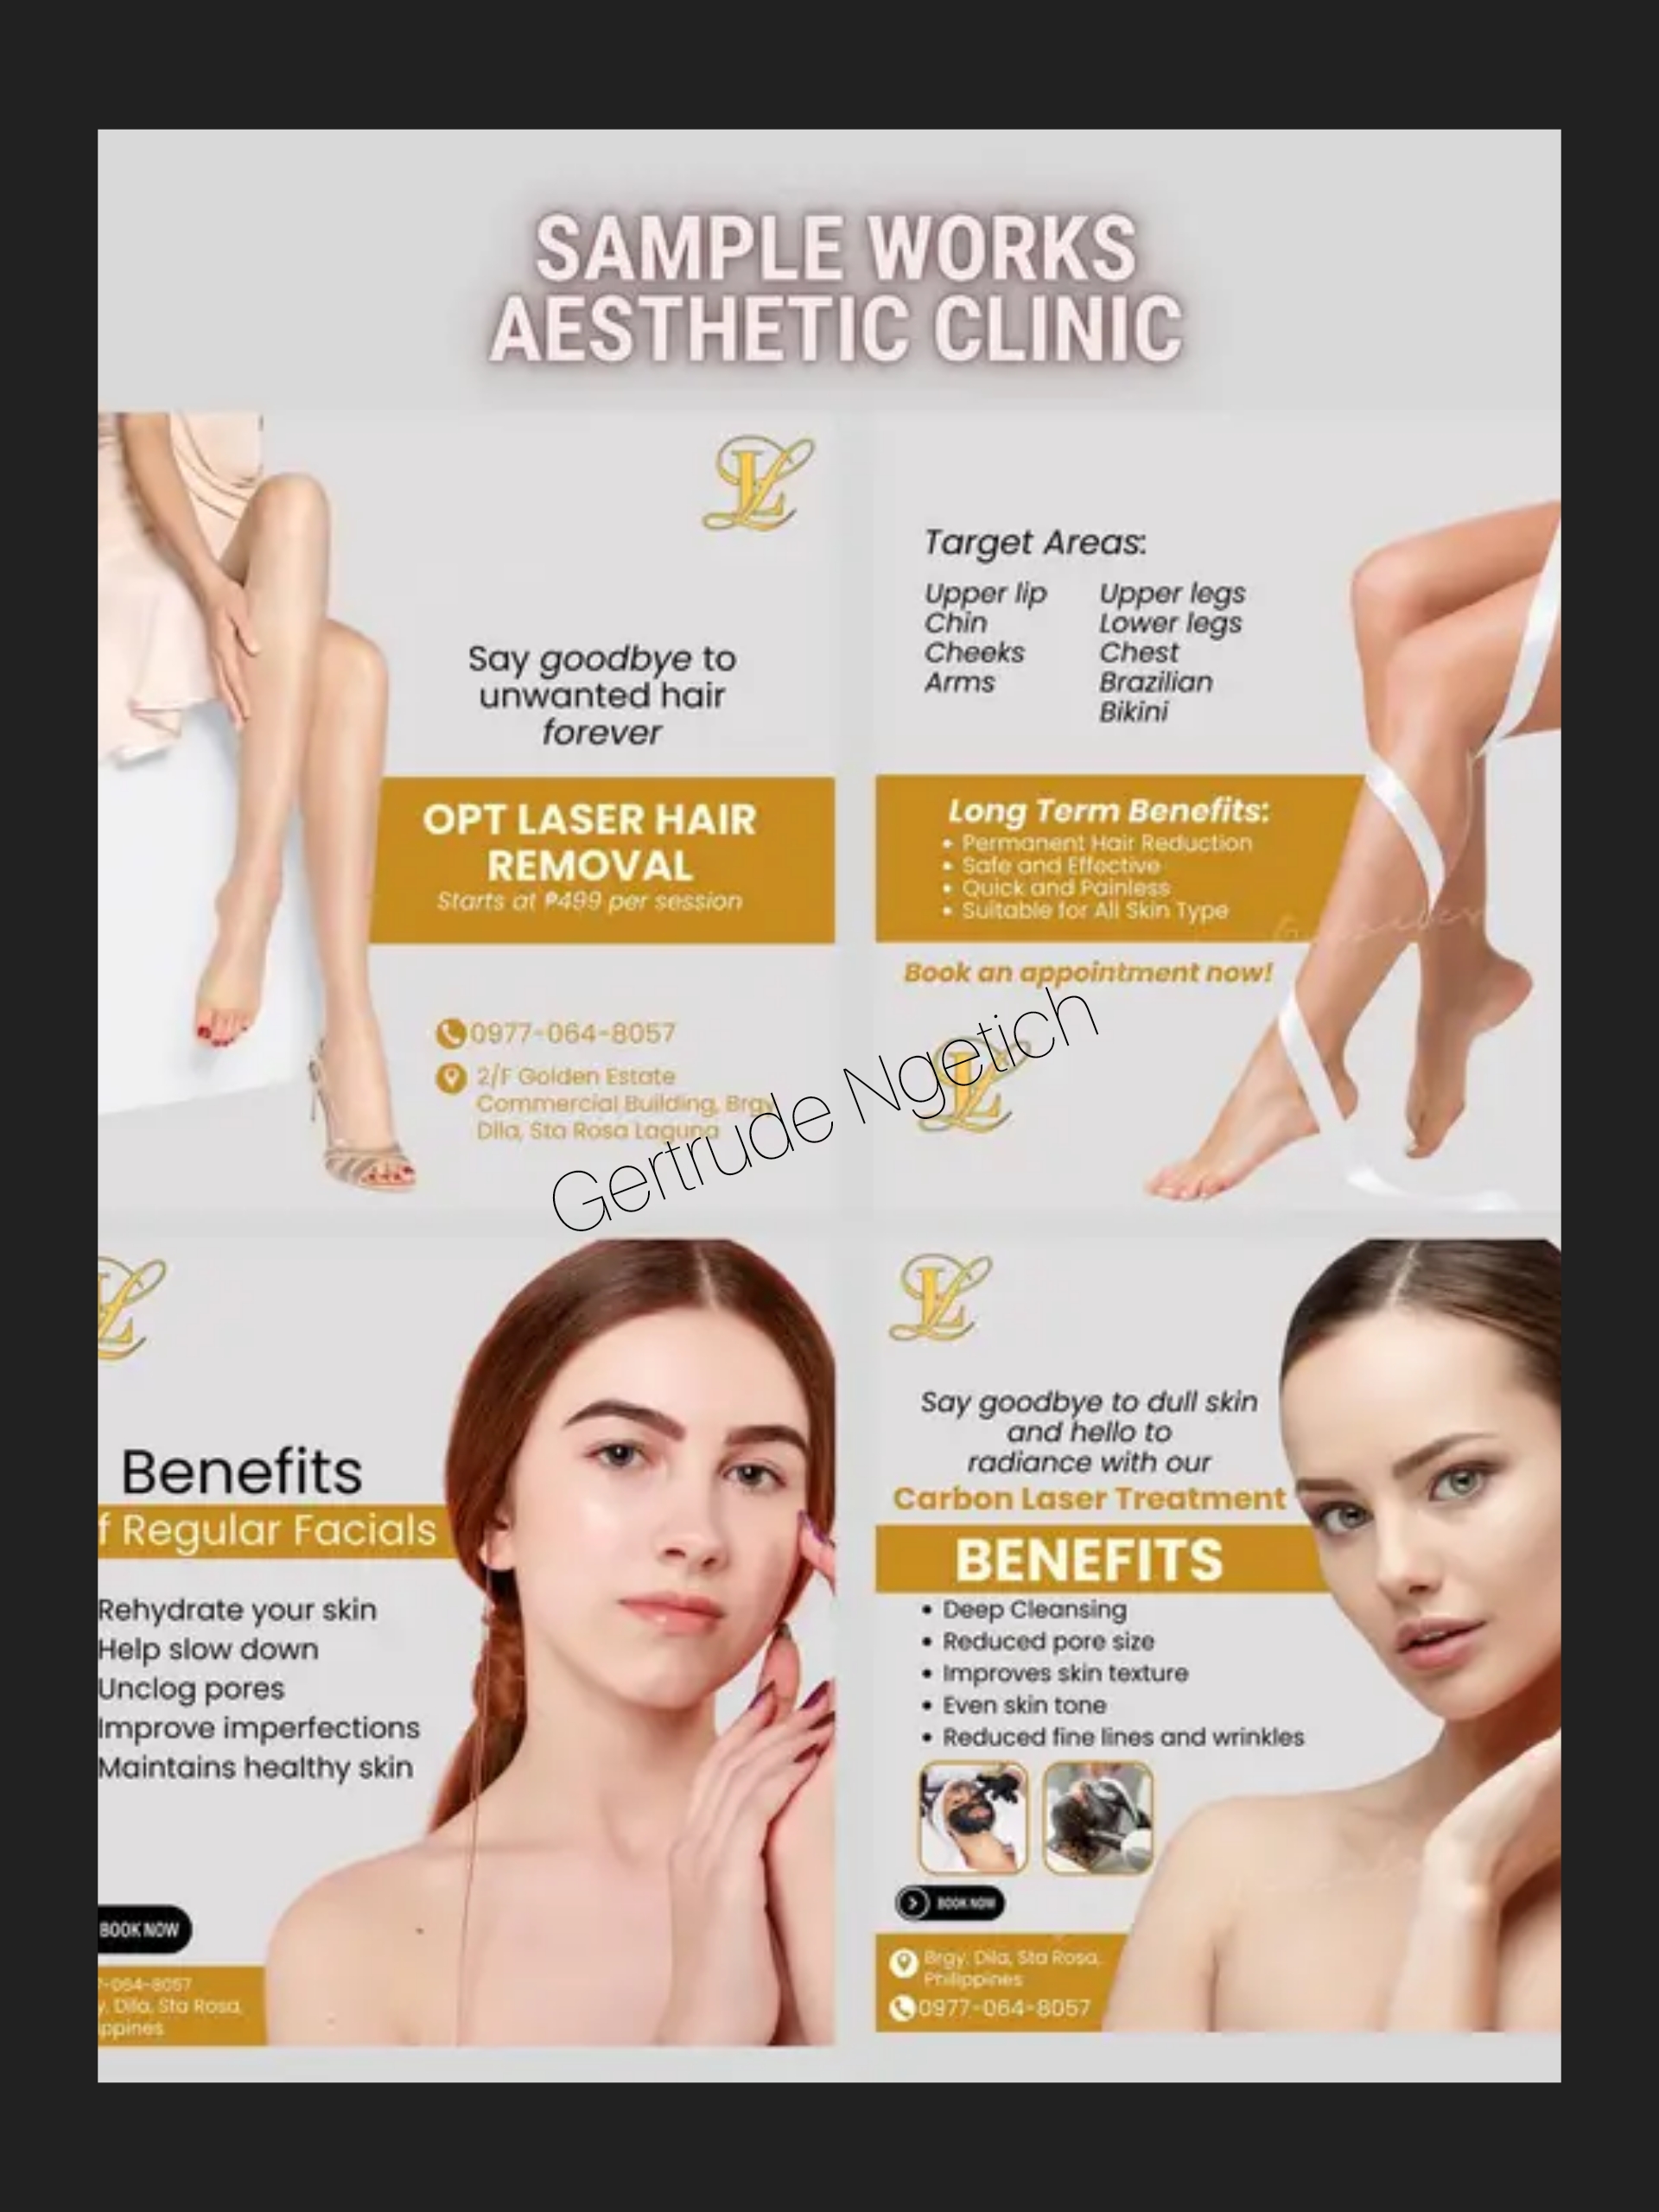 SAMPLE WORKS
AESTHETIC CLINIC
Say goodbye to
unwanted hair
forever
OPT LASER HAIR
REMOVAL
Starts at ₱499 per session
0977-064-8057
2/F Golden Estate
Commercial Building, Brgy
Dila, Sta Rosa Laguna
Target Areas:
Upper lip
Chin
Cheeks
Arms
Upper legs
Lower legs
Chest
Brazilian
Bikini
Long Term Benefits:
• Permanent Hair Reduction
• Safe and Effective
• Quick and Painless
• Suitable for All Skin Type
Book an appointment now!
Gertrude Ngetich
Benefits
f Regular Facials
Rehydrate your skin
Help slow down
Unclog pores
Improve imperfections
Maintains healthy skin
BOOK NOW
7-064-8057
y. Dila, Sta Rosa,
ippines
Say goodbye to dull skin
and hello to
radiance with our
Carbon Laser Treatment
BENEFITS
• Deep Cleansing
• Reduced pore size
• Improves skin texture
• Even skin tone
• Reduced fine lines and wrinkles
BOOK NOW
Brgy. Dila, Sta Rosa,
Philippines
0977-064-8057